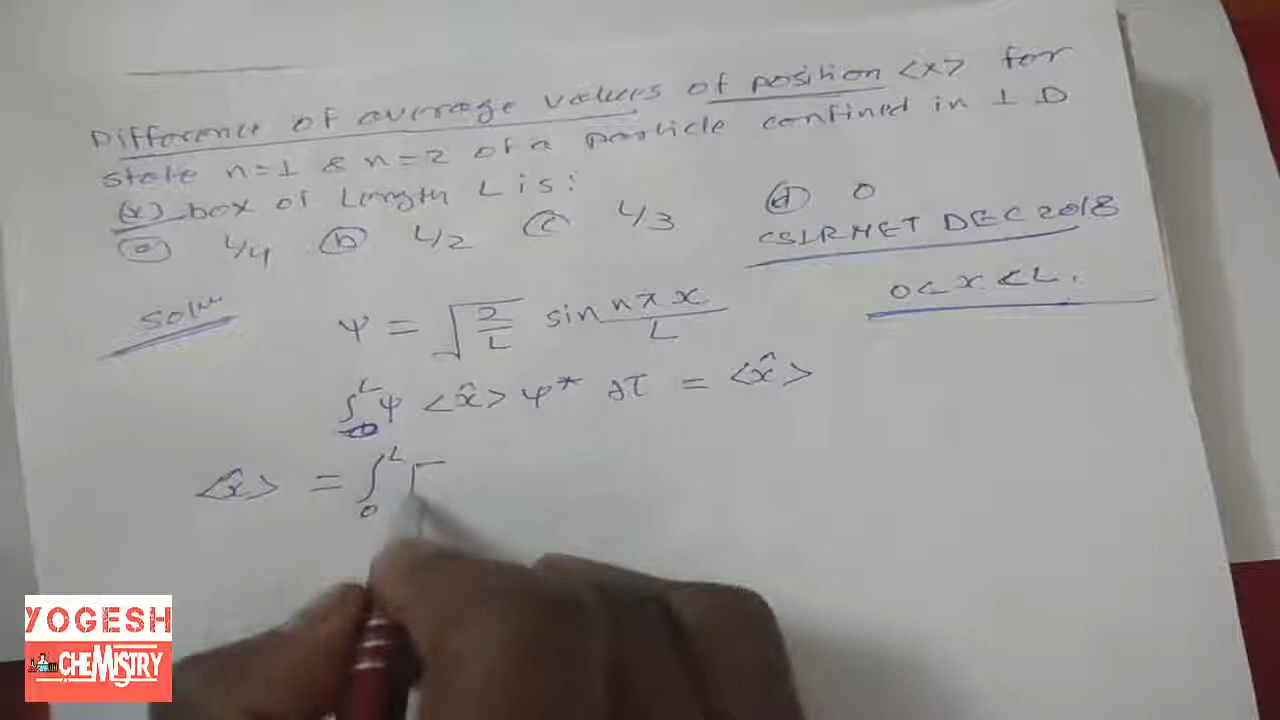 Difference of average values of position <x> for
state n=1 & n=2 of a particle confined in 1 D
(x) box of Length L is:
(a) L/4 (b) L/2 (c) L/3 (d) 0
CSIR NET DEC 2018
Soln
ψ = √2/L sin nπx/L 0<x<L.
∫₀ᴸ ψ <x̂> ψ* dτ = <x̂>
<x̂> = ∫₀ᴸ √
YOGESH
CHEMISTRY